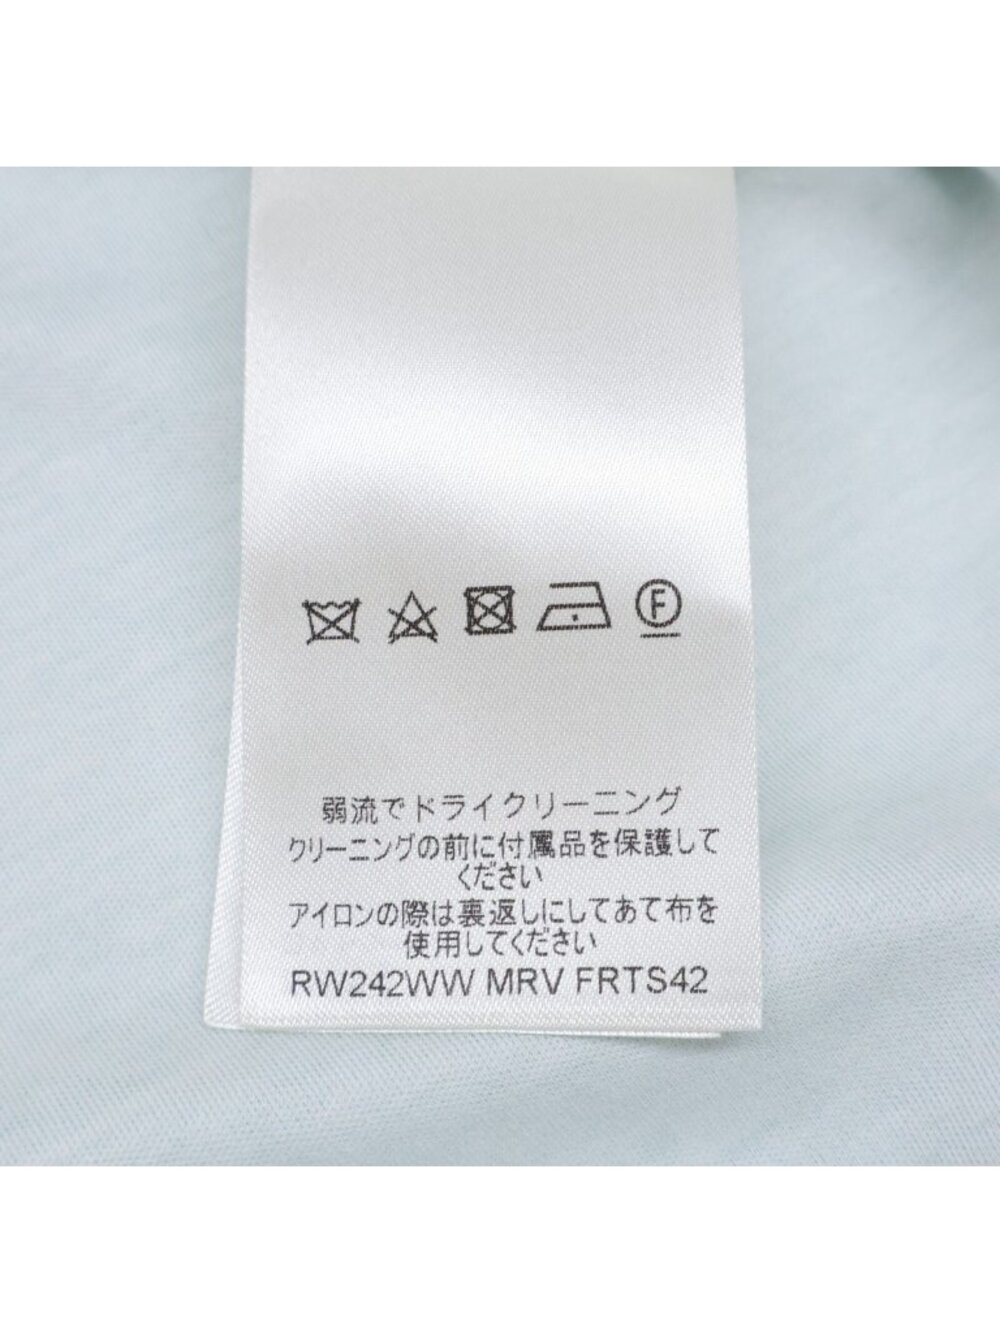 F
弱流でドライクリーニング
クリーニングの前に付属品を保護して
ください
アイロンの際は裏返しにしてあて布を
使用してください
RW242WW MRV FRTS42